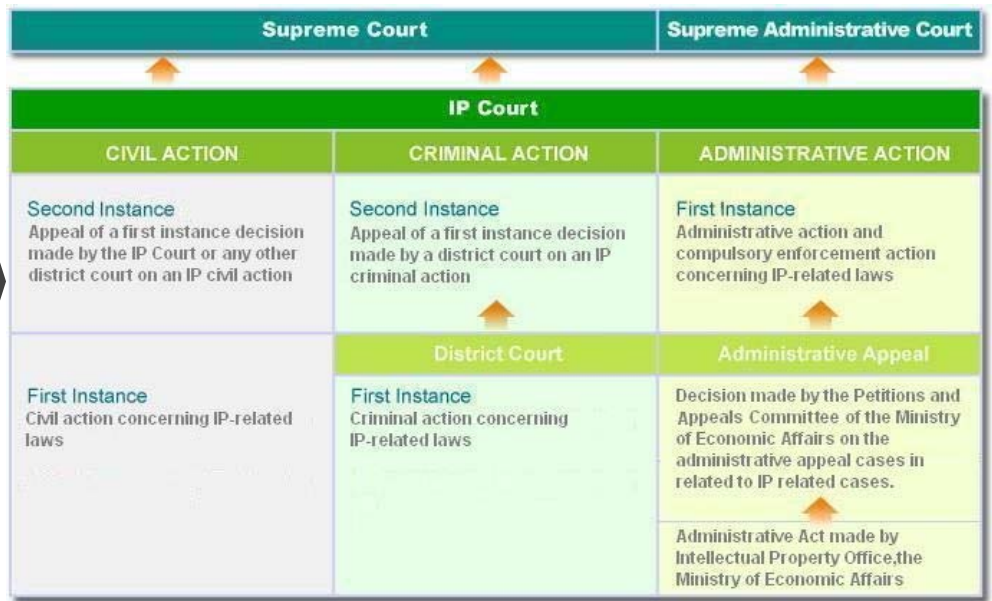 Supreme Court
Supreme Administrative Court
IP Court
CIVIL ACTION
CRIMINAL ACTION
ADMINISTRATIVE ACTION
Second Instance
Appeal of a first instance decision
made by the IP Court or any other
district court on an IP civil action
Second Instance
Appeal of a first instance decision
made by a district court on an IP
criminal action
First Instance
Administrative action and
compulsory enforcement action
concerning IP-related laws
District Court
Administrative Appeal
First Instance
Civil action concerning IP-related
laws
First Instance
Criminal action concerning
IP-related laws
Decision made by the Petitions and
Appeals Committee of the Ministry
of Economic Affairs on the
administrative appeal cases in
related to IP related cases.
Administrative Act made by
Intellectual Property Office,the
Ministry of Economic Affairs